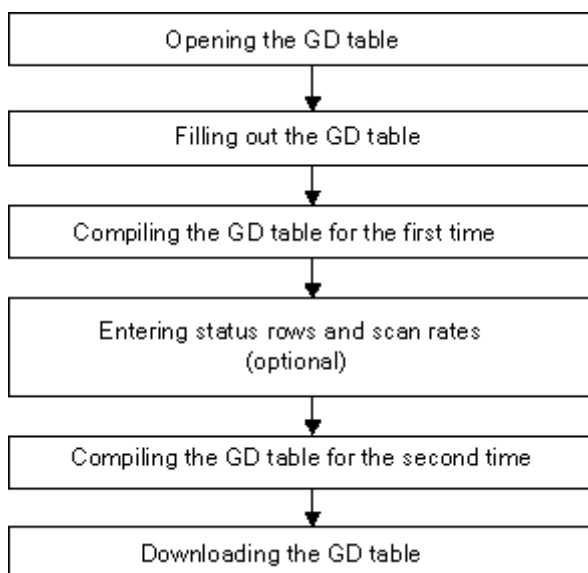 Opening the GD table
Filling out the GD table
Compiling the GD table for the first time
Entering status rows and scan rates
(optional)
Compiling the GD table for the second time
Downloading the GD table